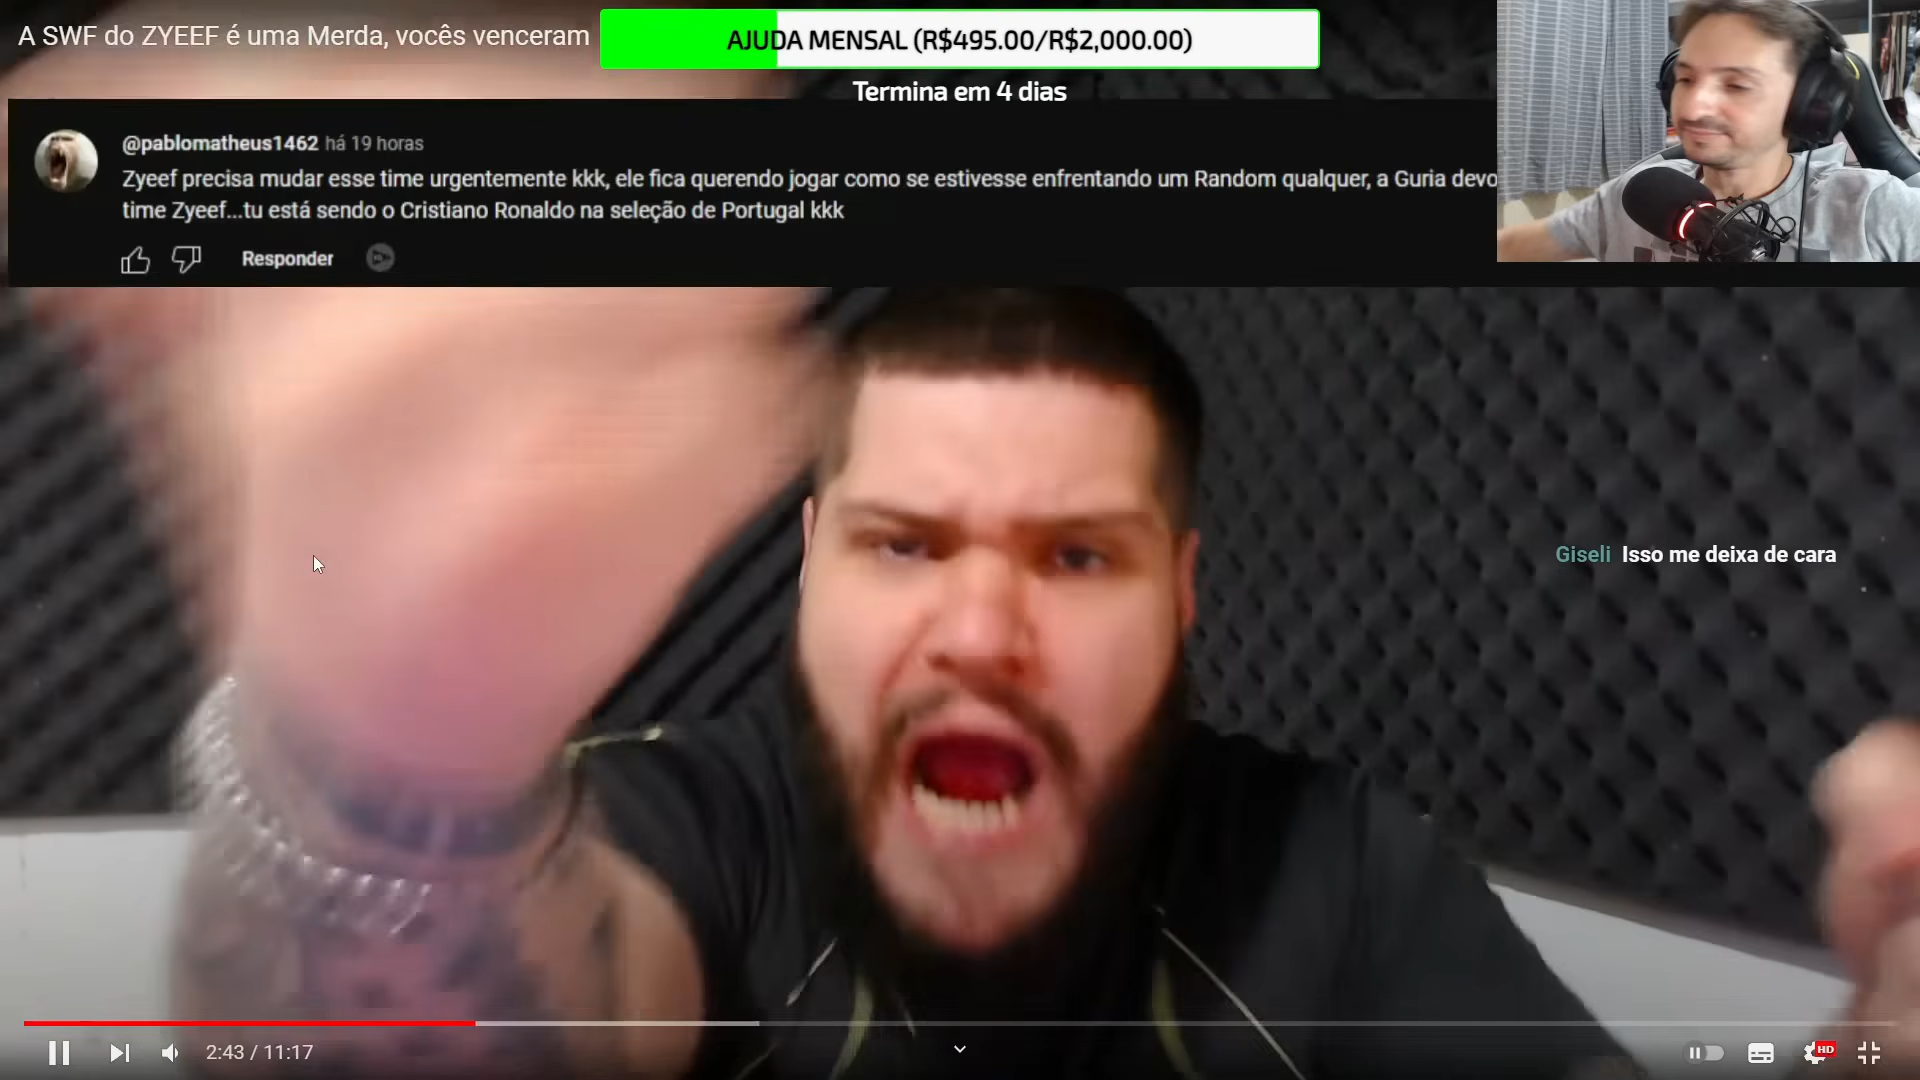 A SWF do ZYEEF é uma Merda, vocês venceram
AJUDA MENSAL (R$495.00/R$2,000.00)
Termina em 4 dias
@pablomatheus1462 há 19 horas
Zyeef precisa mudar esse time urgentemente kkk, ele fica querendo jogar como se estivesse enfrentando um Random qualquer, a Guria devo
time Zyeef...tu está sendo o Cristiano Ronaldo na seleção de Portugal kkk
Responder
Giseli Isso me deixa de cara
2:43 / 11:17
HD